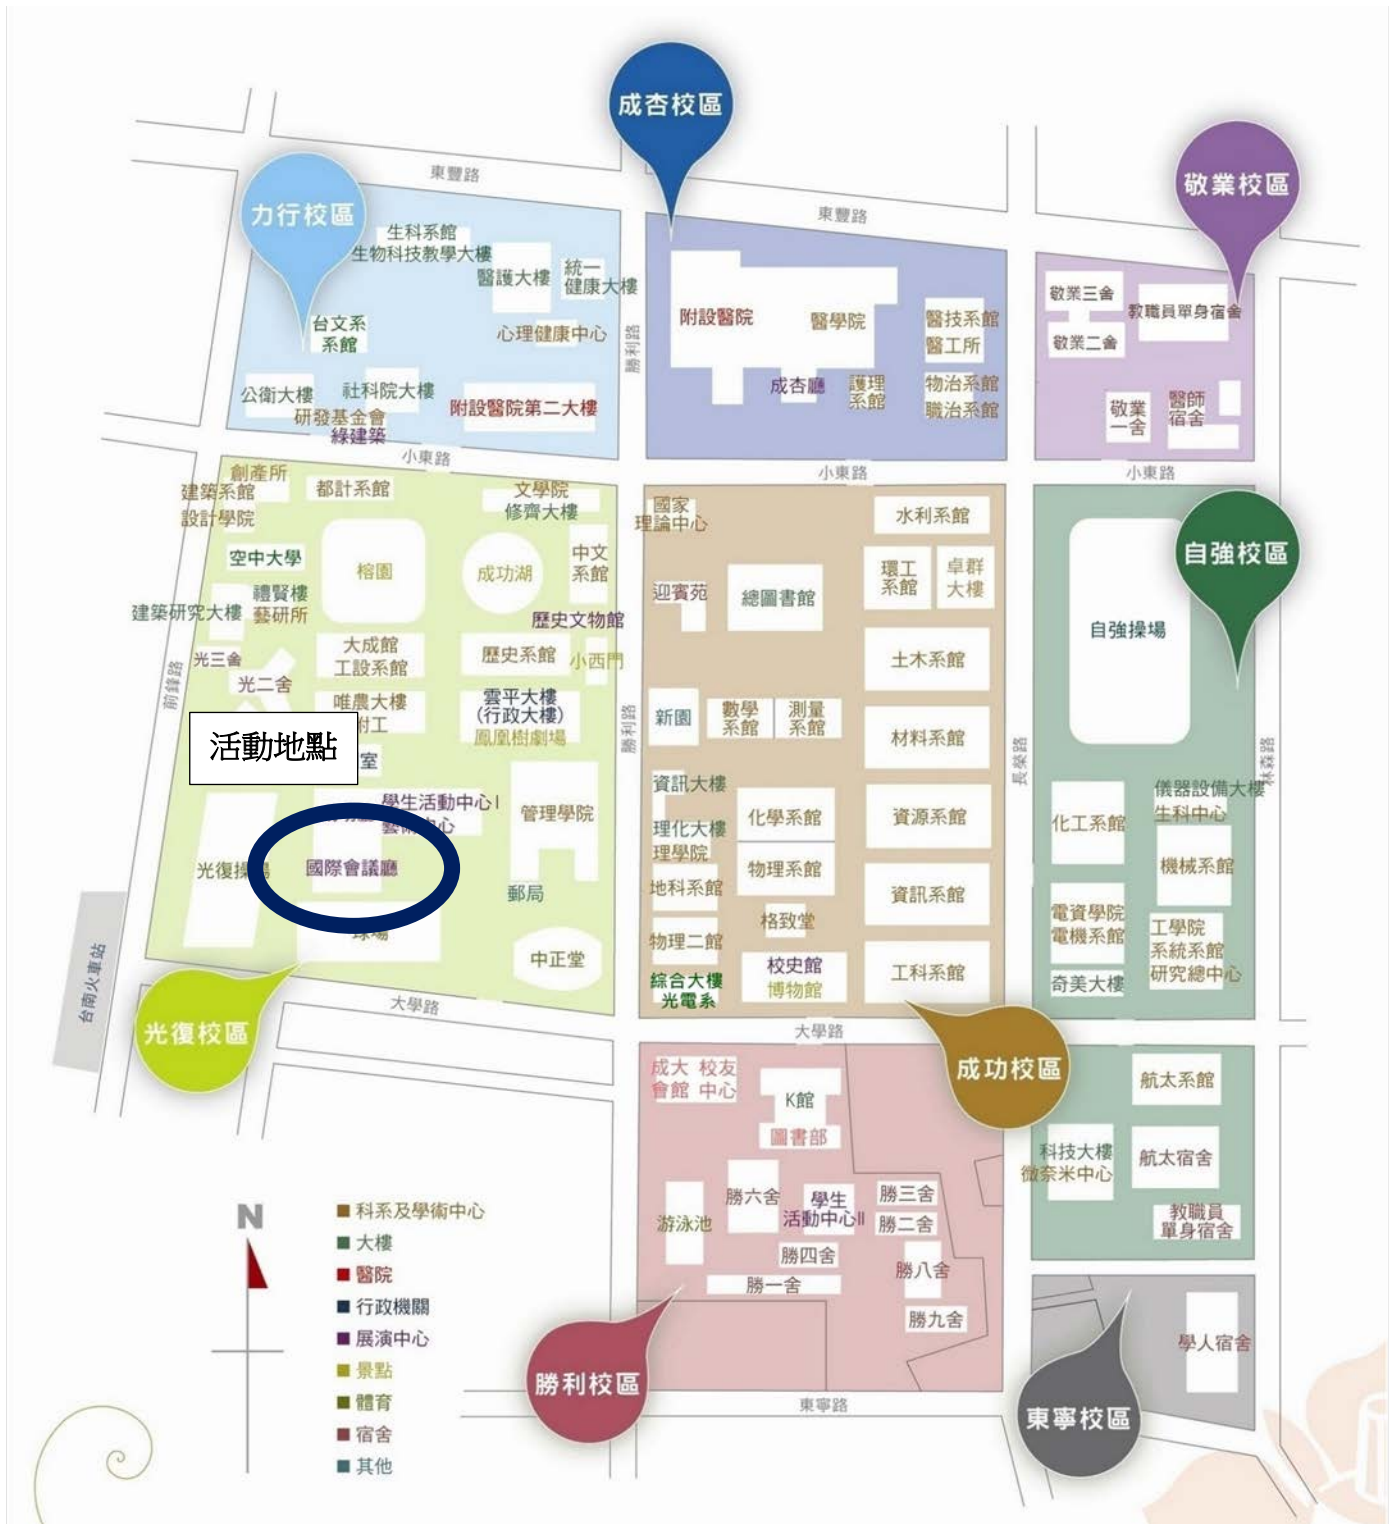 成杏校區
敬業校區
力行校區
東豐路
東豐路
生科系館
生物科技教學大樓
醫護大樓
統一
健康大樓
心理健康中心
台文系
系館
公衛大樓
社科院大樓
研發基金會
綠建築
附設醫院第二大樓
勝利路
附設醫院
醫學院
醫技系館
醫工所
成杏廳
護理
系館
物治系館
職治系館
敬業三舍
敬業二舍
教職員單身宿舍
敬業
一舍
醫師
宿舍
小東路
小東路
小東路
創產所
建築系館
設計學院
都計系館
文學院
修齊大樓
空中大學
榕園
成功湖
中文
系館
禮賢樓
藝研所
建築研究大樓
歷史文物館
光三舍
光二舍
大成館
工設系館
歷史系館
小西門
前鋒路
唯農大樓
附工
雲平大樓
(行政大樓)
鳳凰樹劇場
活動地點
室
學生活動中心I
藝術中心
管理學院
光復操場
國際會議廳
郵局
球場
中正堂
台南火車站
光復校區
大學路
勝利路
國家
理論中心
水利系館
環工
系館
卓群
大樓
迎賓苑
總圖書館
土木系館
新園
數學
系館
測量
系館
材料系館
資訊大樓
理化大樓
理學院
化學系館
資源系館
地科系館
物理系館
資訊系館
格致堂
物理二館
校史館
博物館
工科系館
綜合大樓
光電系
大學路
成功校區
長榮路
自強校區
自強操場
林森路
儀器設備大樓
生科中心
化工系館
機械系館
電資學院
電機系館
工學院
系統系館
研究總中心
奇美大樓
成大
會館
校友
中心
K館
圖書部
航太系館
科技大樓
微奈米中心
航太宿舍
教職員
單身宿舍
勝六舍
學生
活動中心II
勝三舍
勝二舍
游泳池
勝四舍
勝一舍
勝八舍
勝九舍
學人宿舍
勝利校區
東寧路
東寧校區
N
科系及學術中心
大樓
醫院
行政機關
展演中心
景點
體育
宿舍
其他